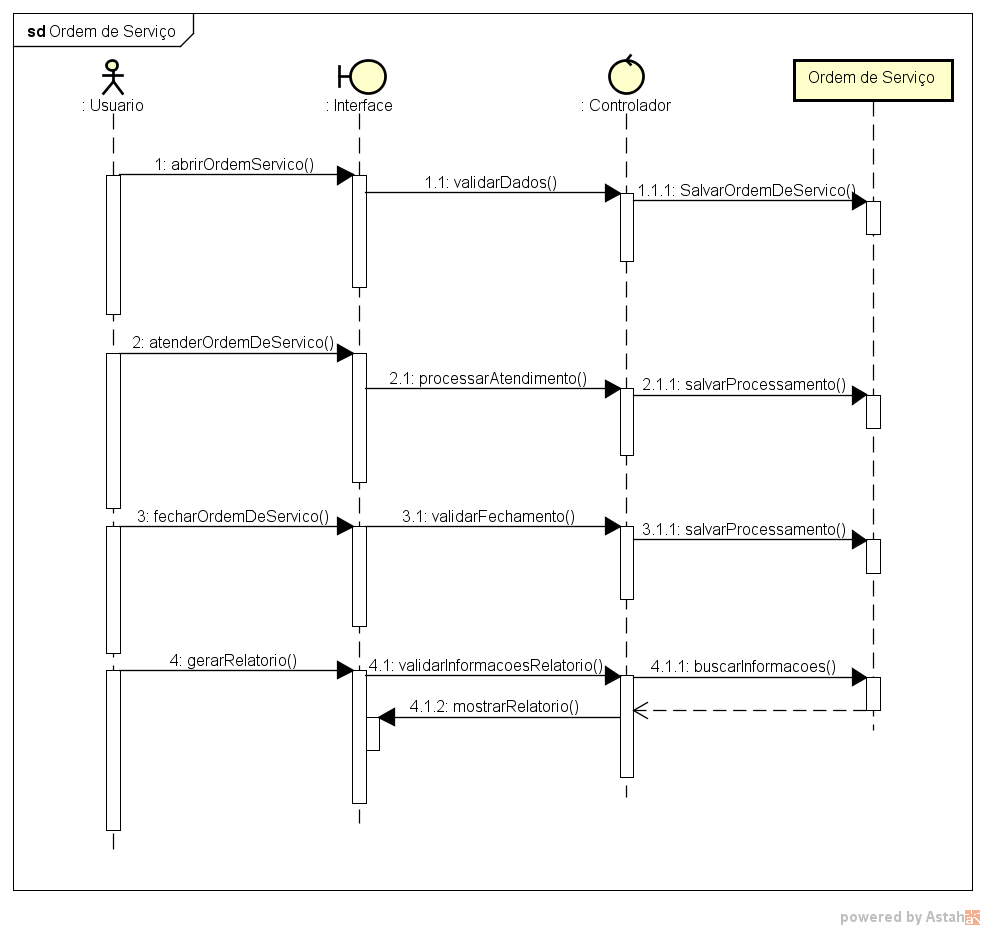 sd Ordem de Serviço
: Usuario
: Interface
: Controlador
Ordem de Serviço
1: abrirOrdemServico()
1.1: validarDados()
1.1.1: SalvarOrdemDeServico()
2: atenderOrdemDeServico()
2.1: processarAtendimento()
2.1.1: salvarProcessamento()
3: fecharOrdemDeServico()
3.1: validarFechamento()
3.1.1: salvarProcessamento()
4: gerarRelatorio()
4.1: validarInformacoesRelatorio()
4.1.1: buscarInformacoes()
4.1.2: mostrarRelatorio()
powered by Astah